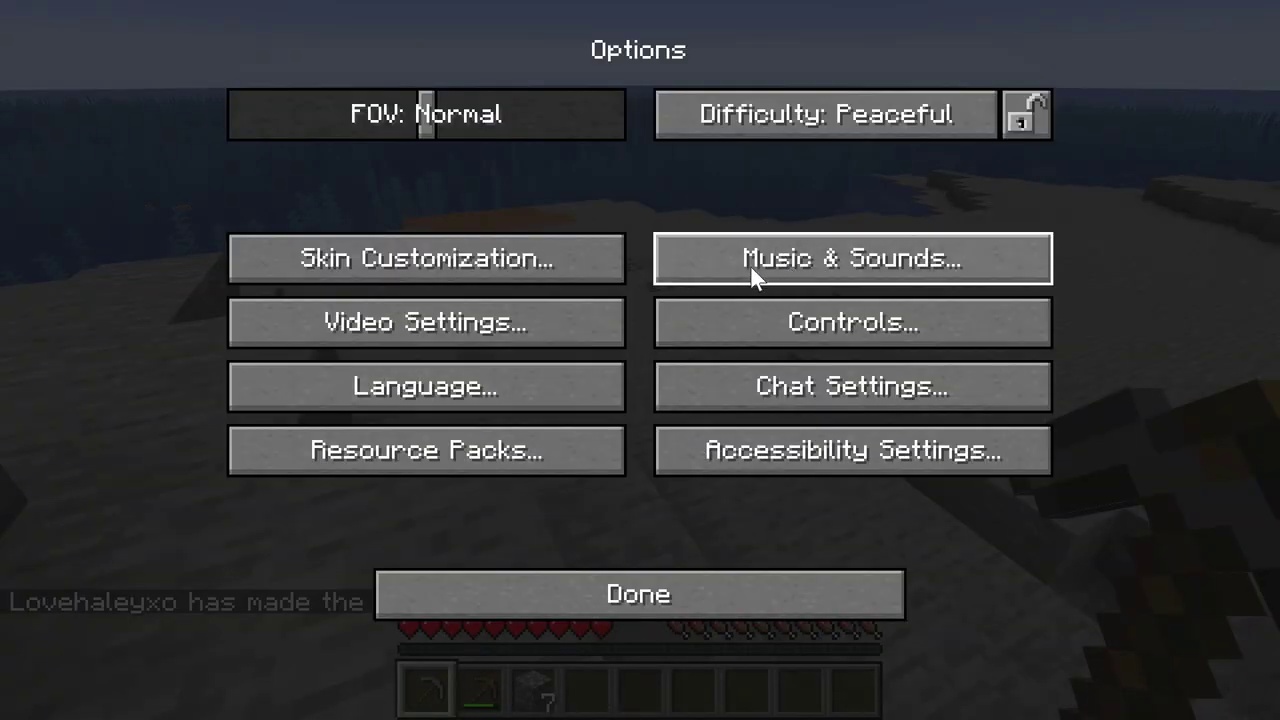 Options
FOV: Normal
Difficulty: Peaceful
Skin Customization...
Music & Sounds...
Video Settings...
Controls...
Language...
Chat Settings...
Resource Packs...
Accessibility Settings...
Lovehaleyxo has made the
Done
7